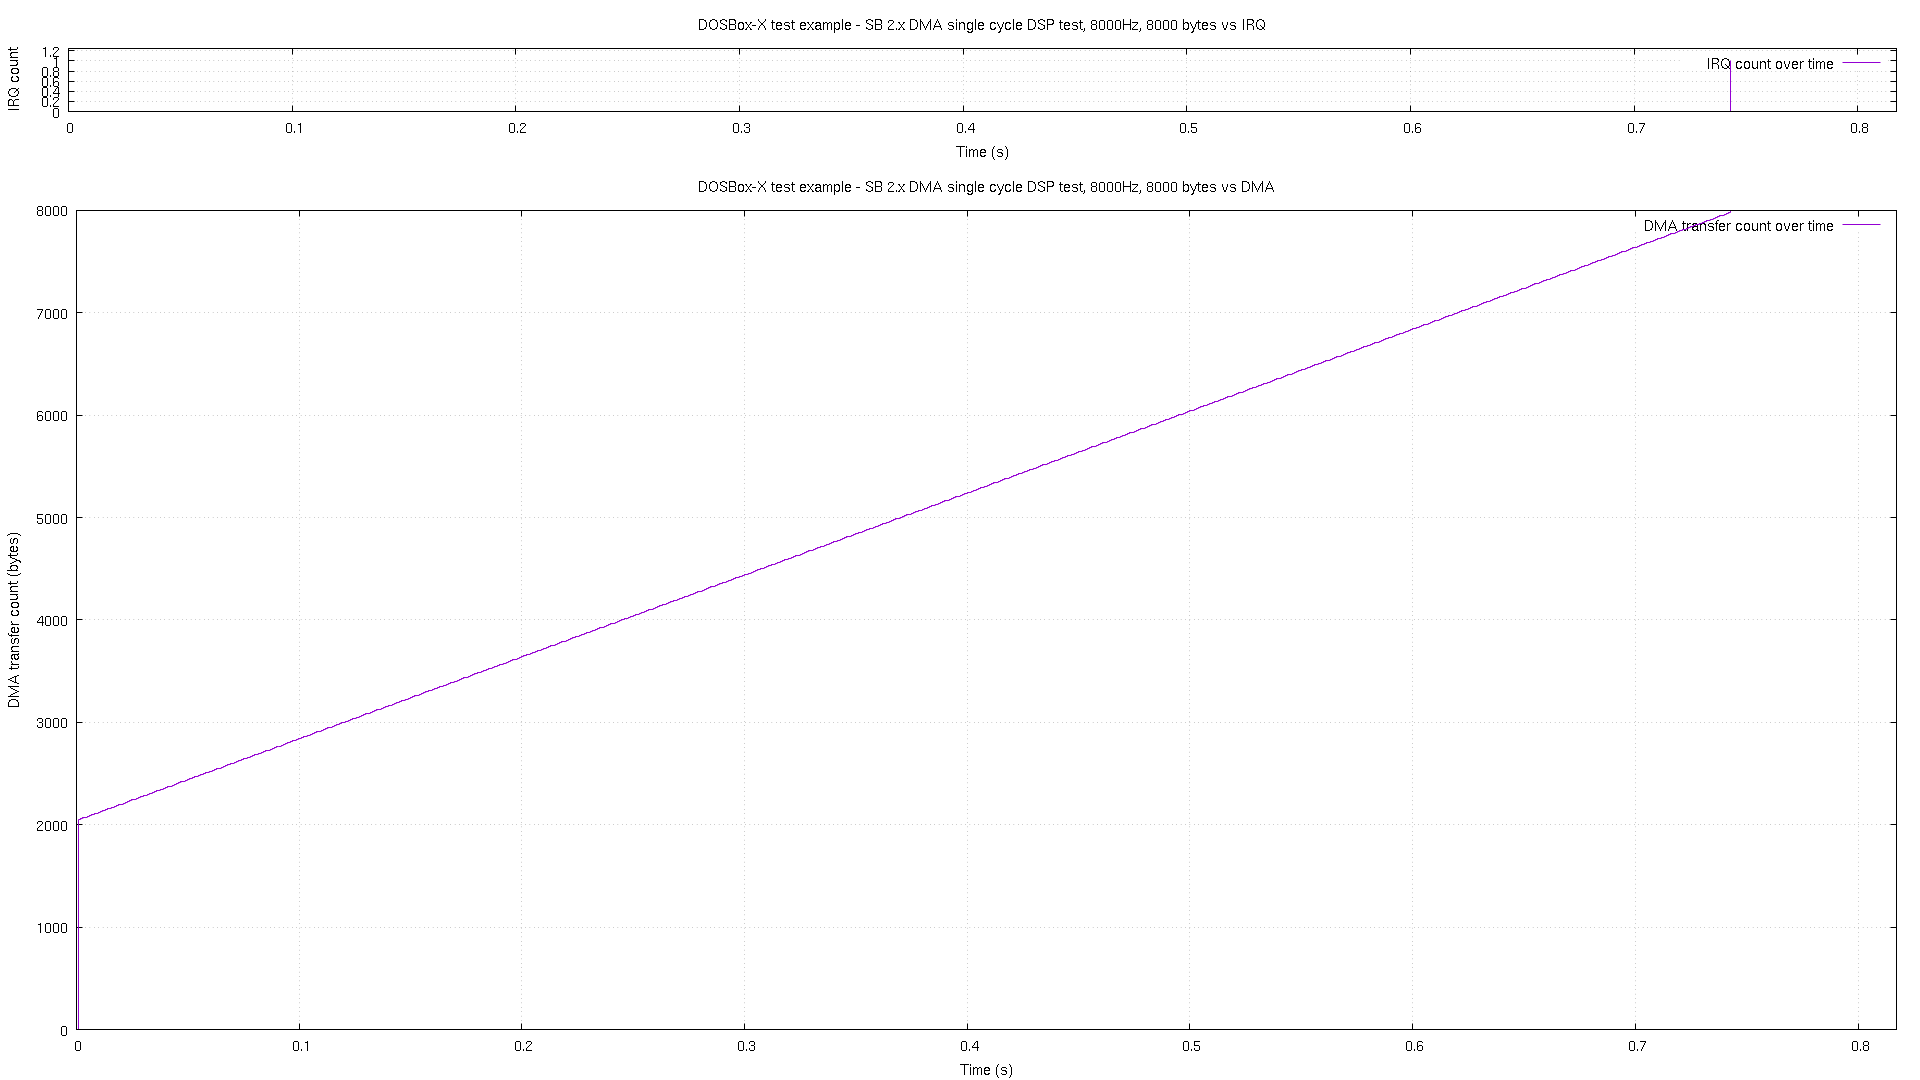 DOSBox-X test example - SB 2.x DMA single cycle DSP test, 8000Hz, 8000 bytes vs IRQ
IRQ count
1.2
1
0.8
0.6
0.4
0.2
0
IRQ count over time
0 0.1 0.2 0.3 0.4 0.5 0.6 0.7 0.8
Time (s)
DOSBox-X test example - SB 2.x DMA single cycle DSP test, 8000Hz, 8000 bytes vs DMA
DMA transfer count (bytes)
8000
DMA transfer count over time
7000
6000
5000
4000
3000
2000
1000
0
0 0.1 0.2 0.3 0.4 0.5 0.6 0.7 0.8
Time (s)